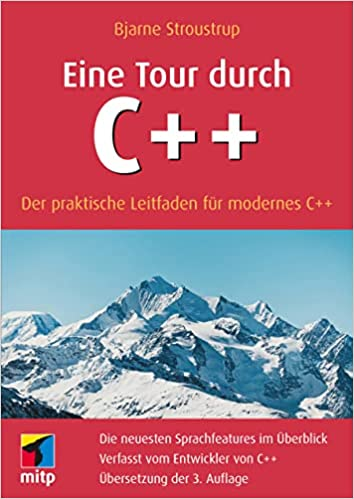 Bjarne Stroustrup
Eine Tour durch
C++
Der praktische Leitfaden für modernes C++
Die neuesten Sprachfeatures im Überblick
Verfasst vom Entwickler von C++
Übersetzung der 3. Auflage
mitp